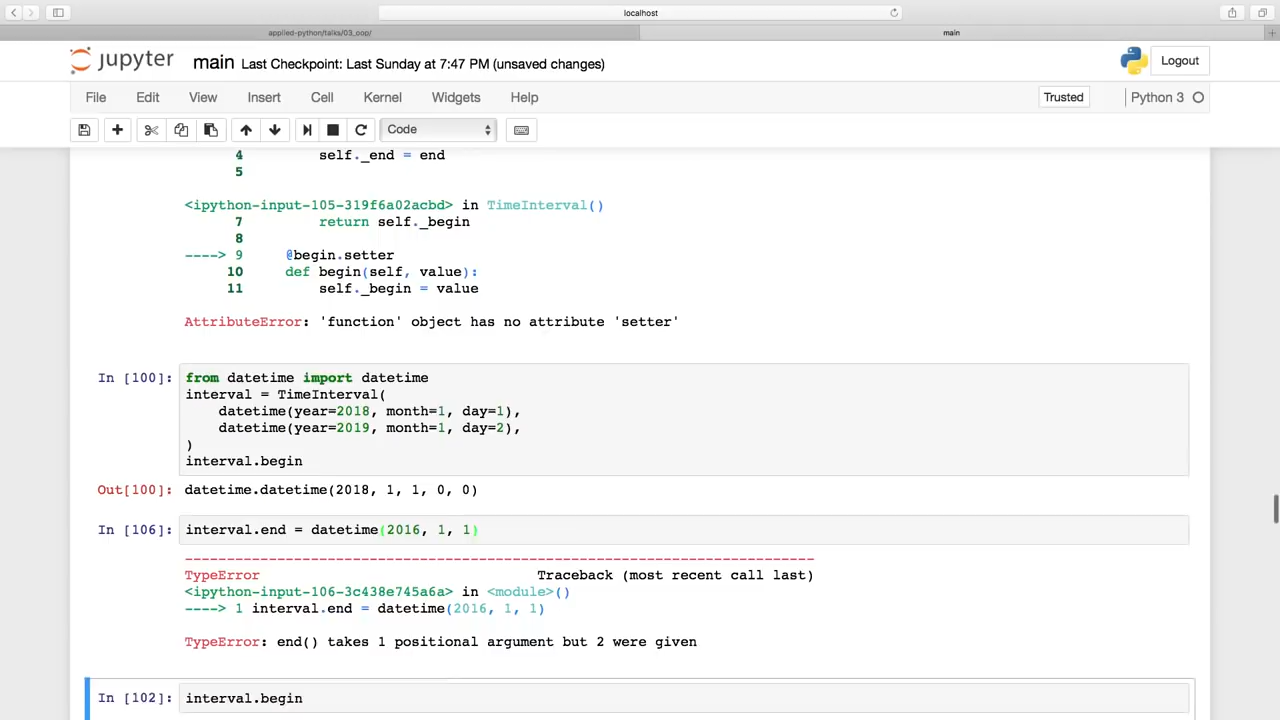 localhost
applied-python/talks/03_oop/
main
jupyter main Last Checkpoint: Last Sunday at 7:47 PM (unsaved changes)
Logout
File Edit View Insert Cell Kernel Widgets Help
Trusted
Python 3
Code
4 self._end = end
5
<ipython-input-105-319f6a02acbd> in TimeInterval()
7 return self._begin
8
----> 9 @begin.setter
10 def begin(self, value):
11 self._begin = value
AttributeError: 'function' object has no attribute 'setter'
In [100]: from datetime import datetime
interval = TimeInterval(
datetime(year=2018, month=1, day=1),
datetime(year=2019, month=1, day=2),
)
interval.begin
Out[100]: datetime.datetime(2018, 1, 1, 0, 0)
In [106]: interval.end = datetime(2016, 1, 1)
---------------------------------------------------------------------------
TypeError Traceback (most recent call last)
<ipython-input-106-3c438e745a6a> in <module>()
----> 1 interval.end = datetime(2016, 1, 1)
TypeError: end() takes 1 positional argument but 2 were given
In [102]: interval.begin